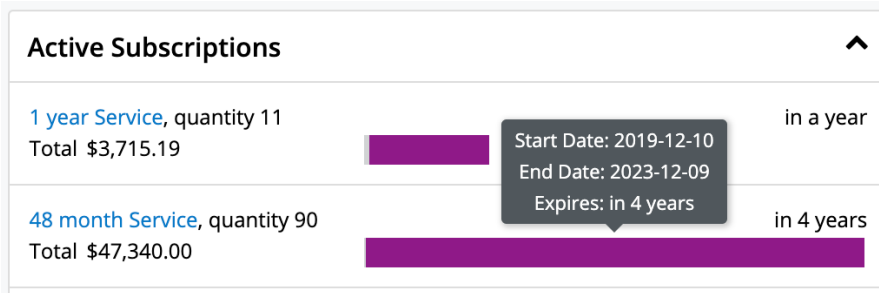 Active Subscriptions
1 year Service, quantity 11
in a year
Total $3,715.19
Start Date: 2019-12-10
End Date: 2023-12-09
Expires: in 4 years
48 month Service, quantity 90
in 4 years
Total $47,340.00